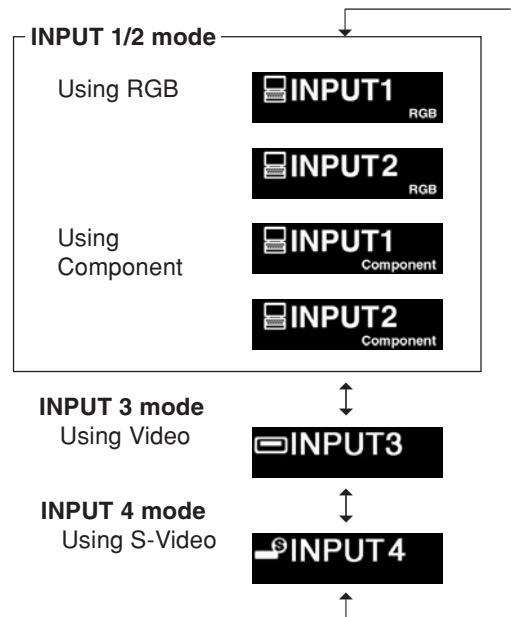 INPUT 1/2 mode
Using RGB
INPUT1
RGB
INPUT2
RGB
Using
Component
INPUT1
Component
INPUT2
Component
INPUT 3 mode
Using Video
INPUT3
INPUT 4 mode
Using S-Video
S
INPUT4